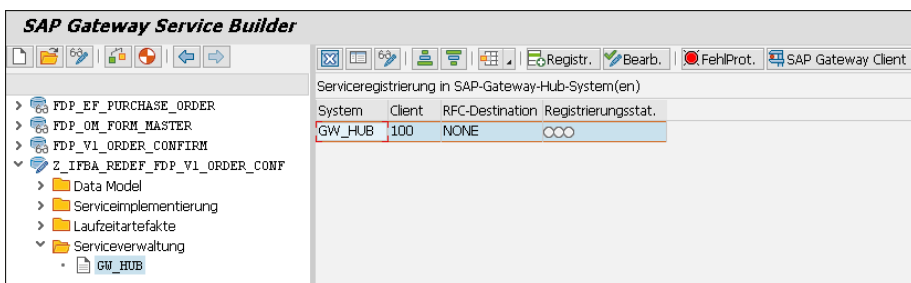 SAP Gateway Service Builder
Registr. Bearb. FehlProt. SAP Gateway Client
Serviceregistrierung in SAP-Gateway-Hub-System(en)
System Client RFC-Destination Registrierungsstat.
GW_HUB 100 NONE
FDP_EF_PURCHASE_ORDER
FDP_OM_FORM_MASTER
FDP_V1_ORDER_CONFIRM
Z_IFBA_REDEF_FDP_V1_ORDER_CONF
Data Model
Serviceimplementierung
Laufzeitartefakte
Serviceverwaltung
GW_HUB